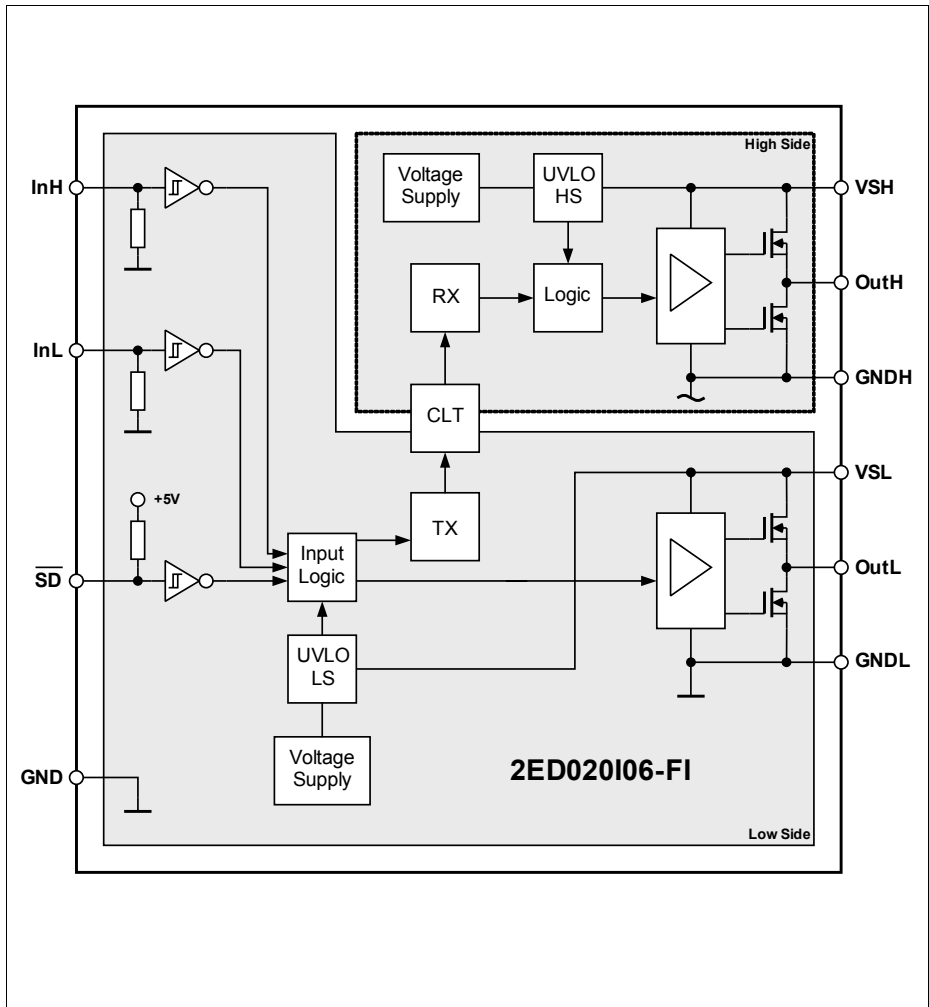 High Side
InH
Voltage
Supply
UVLO
HS
VSH
RX
Logic
OutH
InL
GNDH
CLT
VSL
+5V
TX
Input
Logic
SD
OutL
UVLO
LS
GNDL
Voltage
Supply
2ED020I06-FI
GND
Low Side